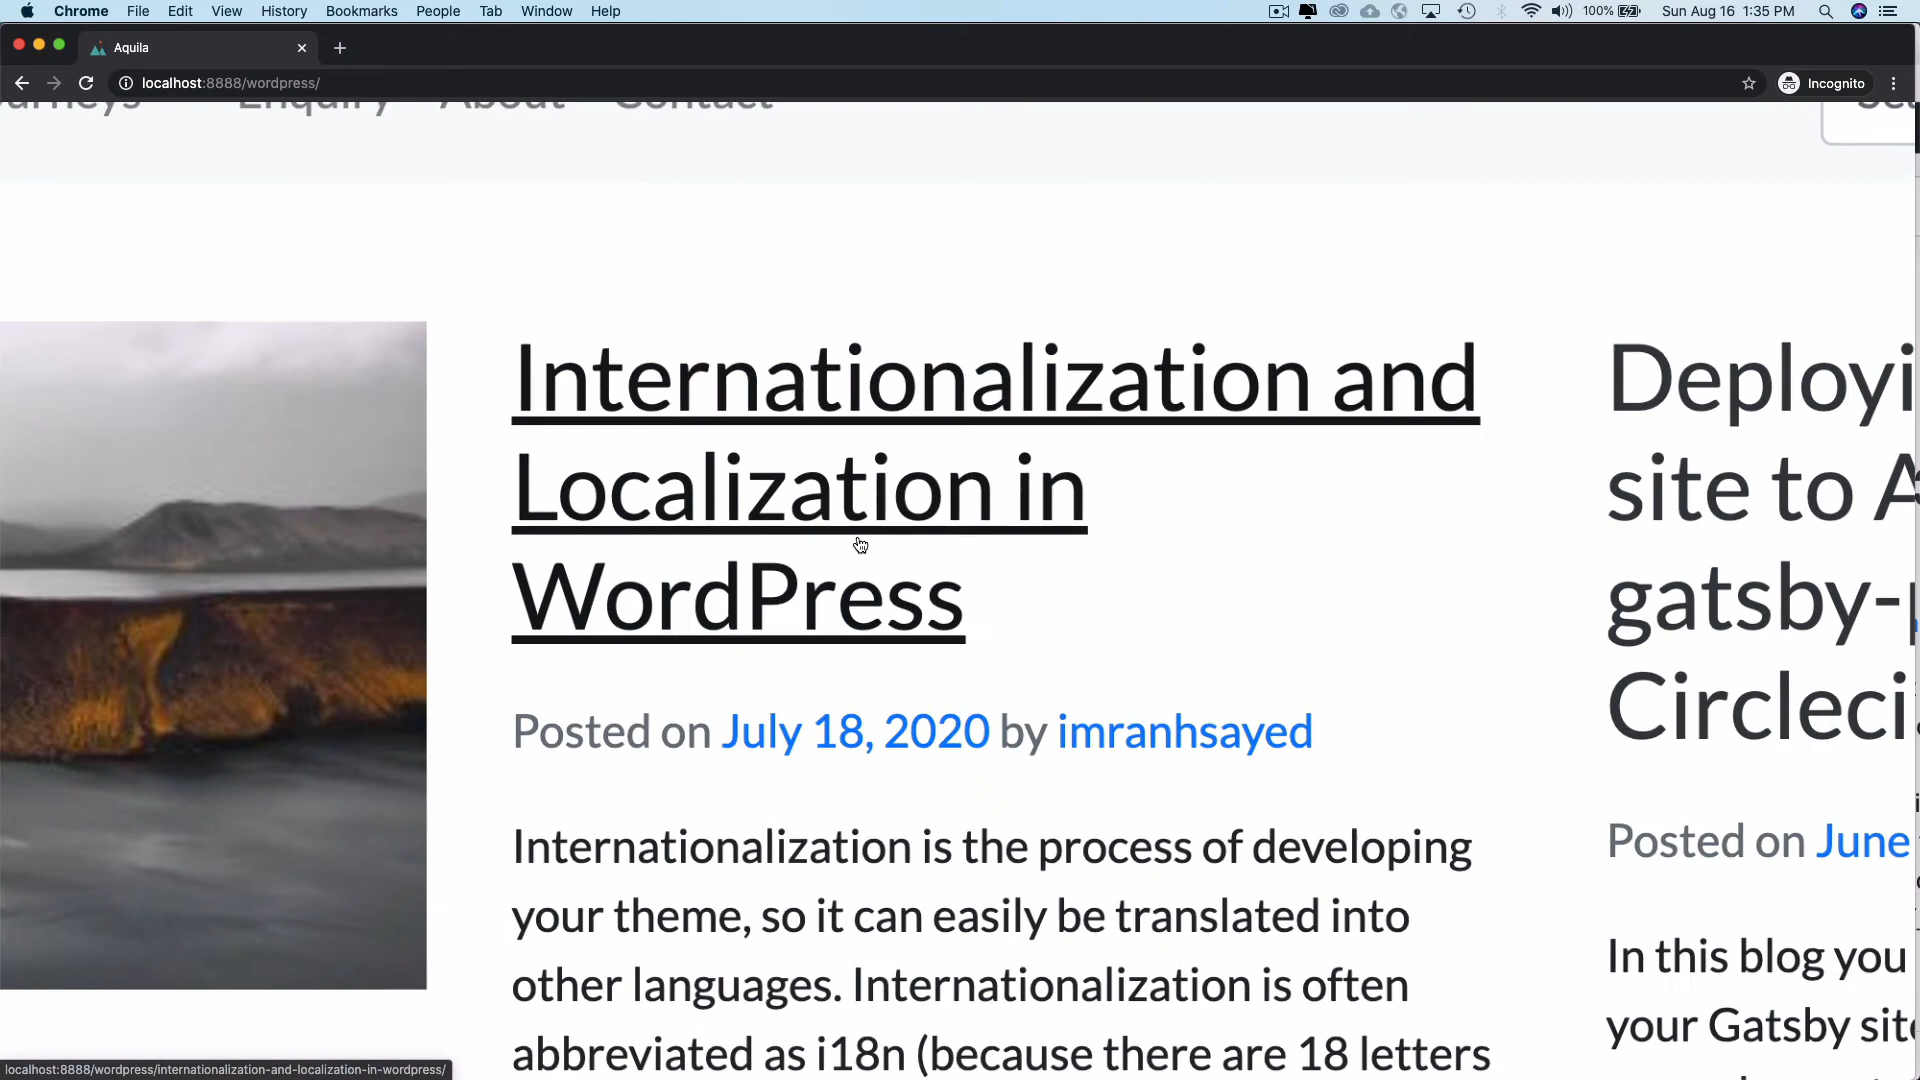 Chrome File Edit View History Bookmarks People Tab Window Help
100% Sun Aug 16 1:35 PM
Aquila
localhost:8888/wordpress/
Incognito
Enquiry About Contact
Internationalization and
Localization in
WordPress
Posted on July 18, 2020 by imranhsayed
Internationalization is the process of developing
your theme, so it can easily be translated into
other languages. Internationalization is often
abbreviated as i18n (because there are 18 letters
Deployi
site to A
gatsby-
Circleci
Posted on June
In this blog you
your Gatsby site
localhost:8888/wordpress/internationalization-and-localization-in-wordpress/